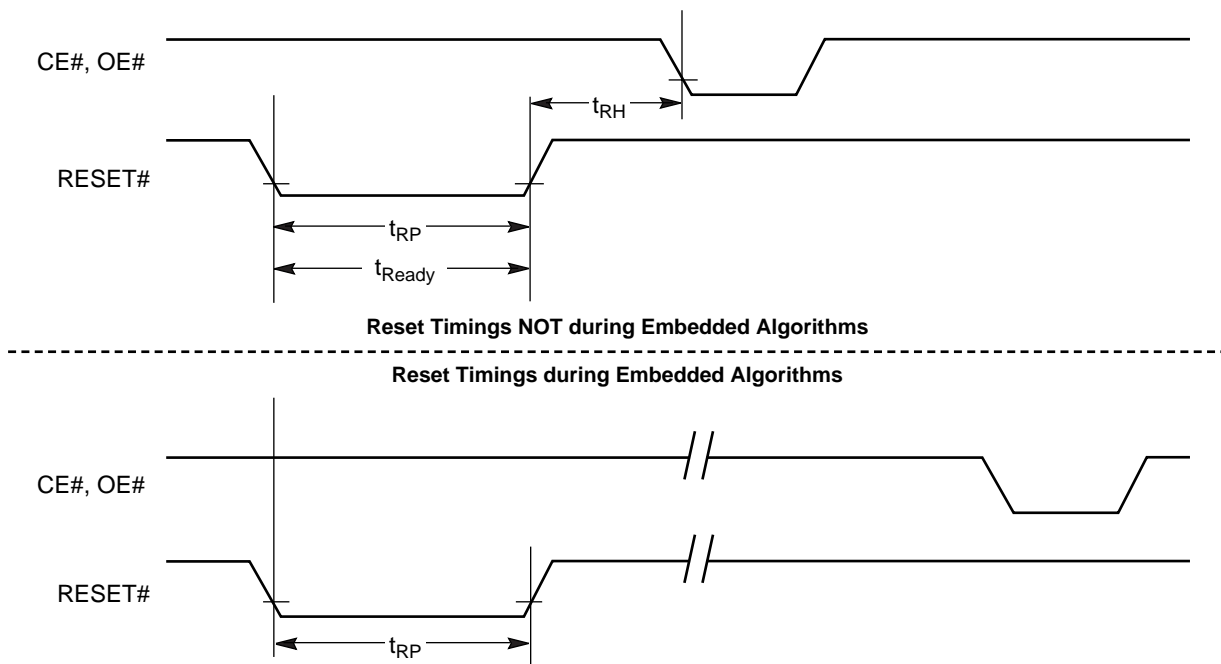 CE#, OE#
tRH
RESET#
tRP
tReady
Reset Timings NOT during Embedded Algorithms
Reset Timings during Embedded Algorithms
CE#, OE#
RESET#
tRP